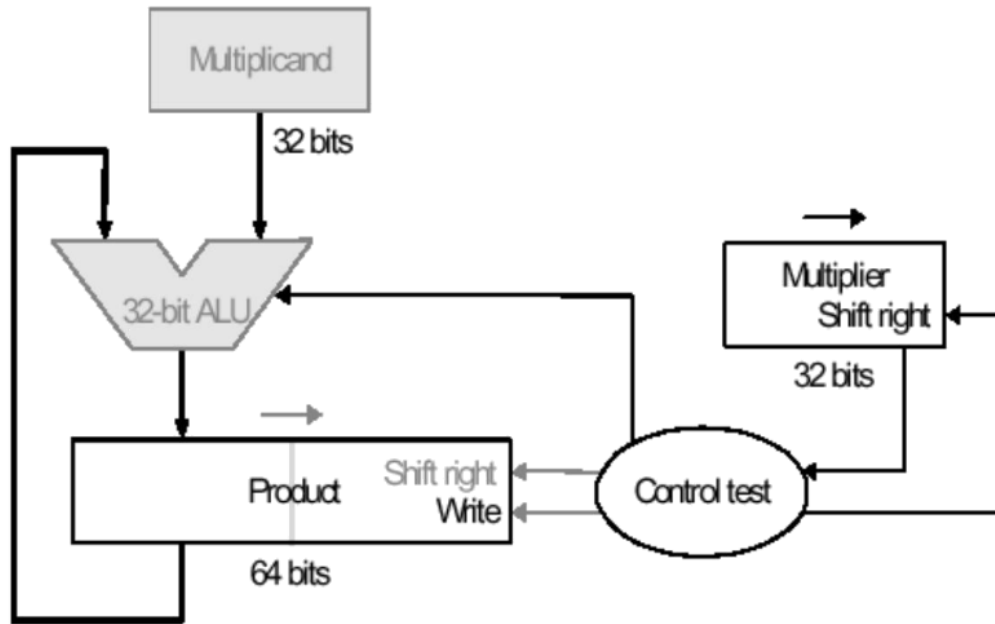 Multiplicand
32 bits
32-bit ALU
Multiplier
Shift right
32 bits
Shift right
Product
Write
Control test
64 bits